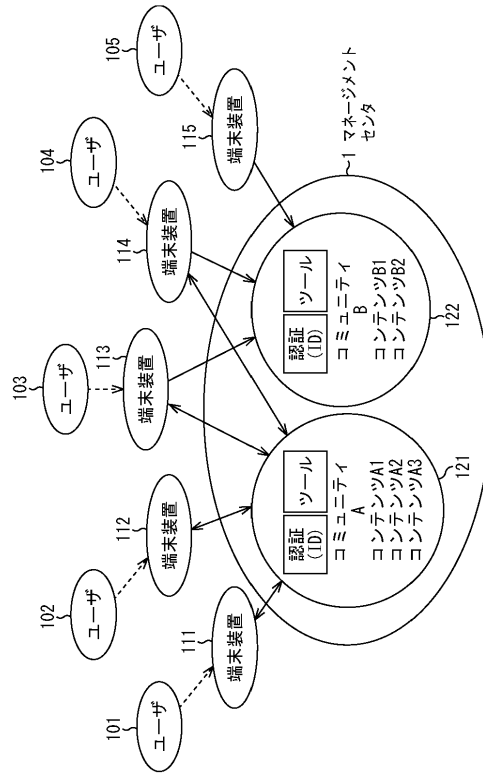 101
ユーザ
102
ユーザ
103
ユーザ
104
ユーザ
105
ユーザ
111
端末装置
112
端末装置
113
端末装置
114
端末装置
115
端末装置
1
マネージメント
センタ
認証
(ID)
ツール
コミュニティ
A
コンテンツA1
コンテンツA2
コンテンツA3
121
認証
(ID)
ツール
コミュニティ
B
コンテンツB1
コンテンツB2
122